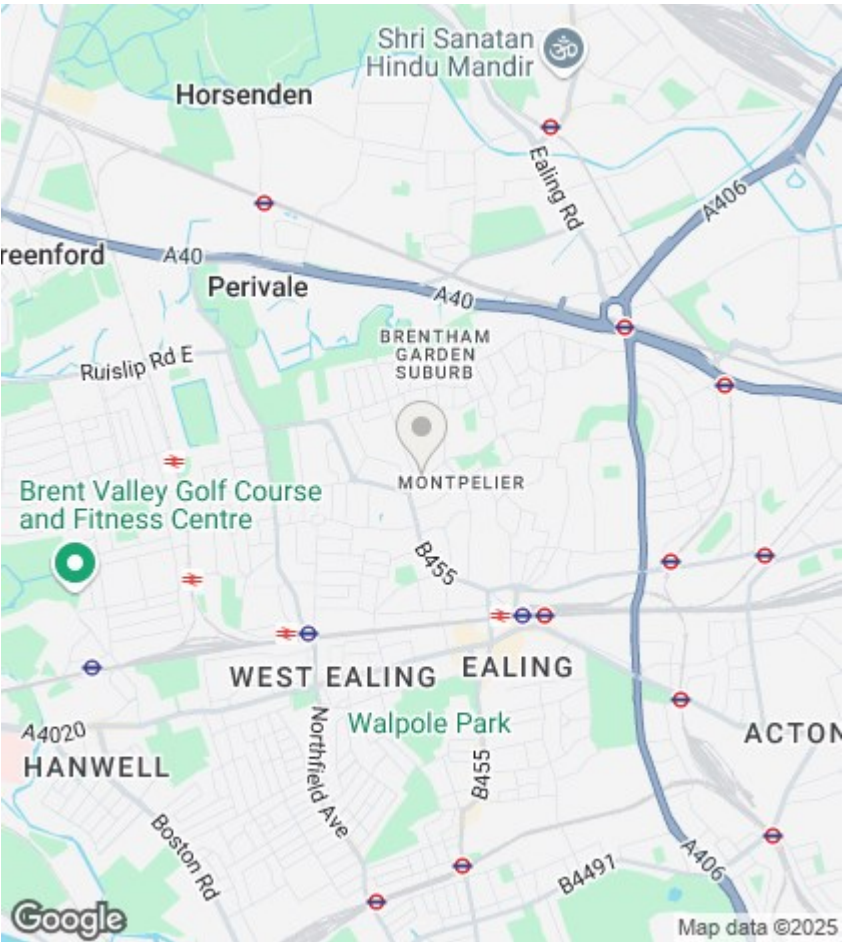 Shri Sanatan
Hindu Mandir
Horsenden
Ealing Rd
A406
reenford
A40
Perivale
A40
BRENTHAM
GARDEN
SUBURB
Ruislip Rd E
MONTPELIER
Brent Valley Golf Course
and Fitness Centre
B455
WEST EALING
EALING
Walpole Park
A4020
ACTON
HANWELL
Northfield Ave
B455
Boston Rd
A406
B4491
Google
Map data ©2025